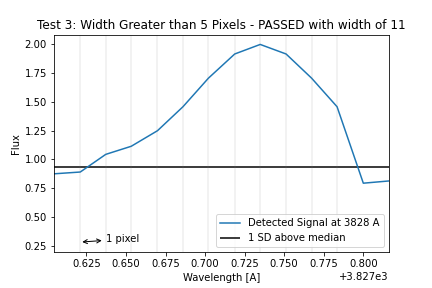 Test 3: Width Greater than 5 Pixels - PASSED with width of 11
2.00
1.75
1.50
1.25
1.00
0.75
0.50
0.25
Flux
1 pixel
Detected Signal at 3828 A
1 SD above median
0.625 0.650 0.675 0.700 0.725 0.750 0.775 0.800
Wavelength [A]
+3.827e3